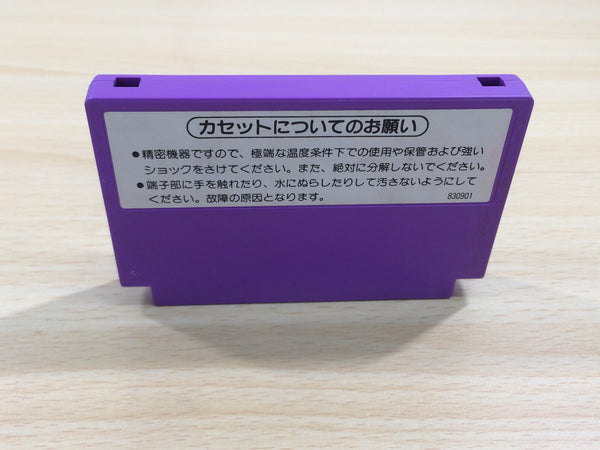 カセットについてのお願い
●精密機器ですので、極端な温度条件下での使用や保管および強い
ショックをさけてください。また、絶対に分解しないでください。
●端子部に手を触れたり、水にぬらしたりして汚さないようにして
ください。故障の原因となります。
830901